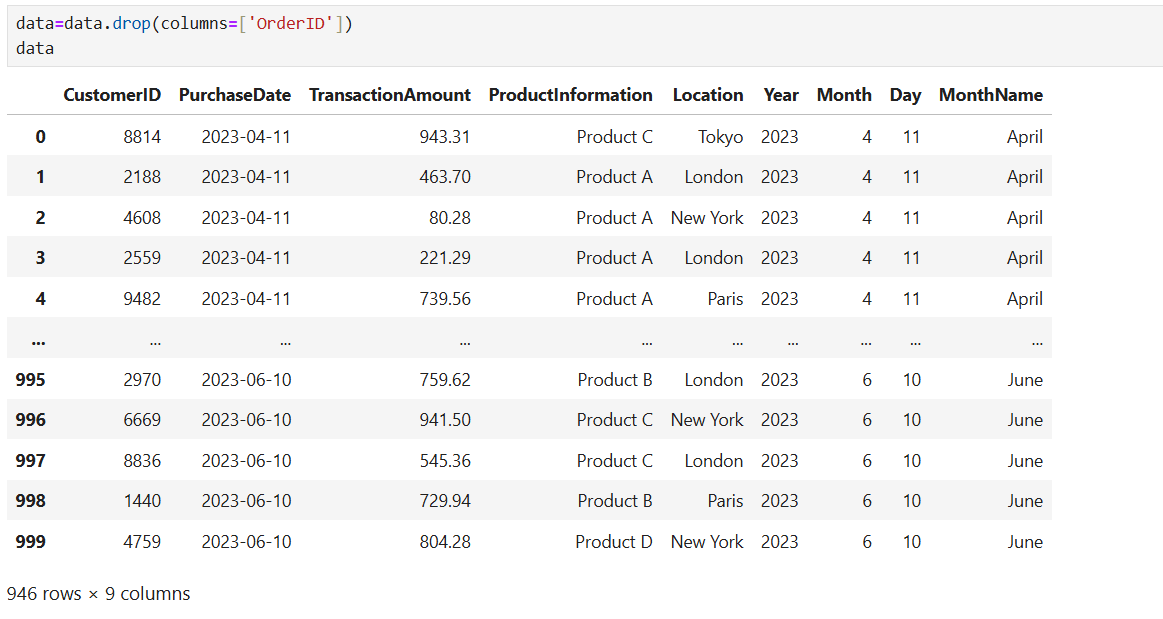 data=data.drop(columns=['OrderID'])
data
CustomerID PurchaseDate TransactionAmount ProductInformation Location Year Month Day MonthName
0 8814 2023-04-11 943.31 Product C Tokyo 2023 4 11 April
1 2188 2023-04-11 463.70 Product A London 2023 4 11 April
2 4608 2023-04-11 80.28 Product A New York 2023 4 11 April
3 2559 2023-04-11 221.29 Product A London 2023 4 11 April
4 9482 2023-04-11 739.56 Product A Paris 2023 4 11 April
... ... ... ... ... ... ... ... ... ...
995 2970 2023-06-10 759.62 Product B London 2023 6 10 June
996 6669 2023-06-10 941.50 Product C New York 2023 6 10 June
997 8836 2023-06-10 545.36 Product C London 2023 6 10 June
998 1440 2023-06-10 729.94 Product B Paris 2023 6 10 June
999 4759 2023-06-10 804.28 Product D New York 2023 6 10 June
946 rows × 9 columns